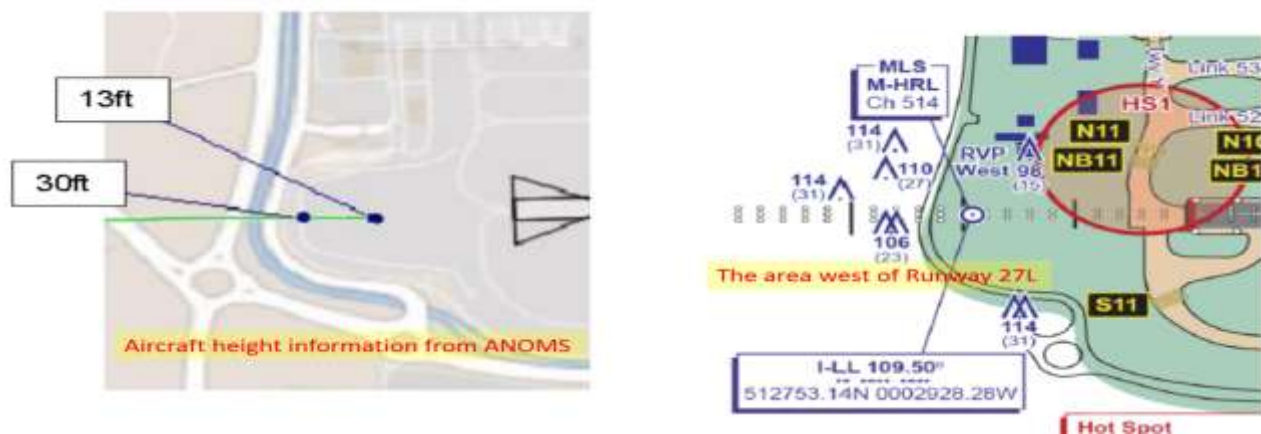 13ft
30ft
Aircraft height information from ANOMS
MLS
M-HRL
Ch 514
Link 53
HS1
Link 52
114
(31)
N11
RVP
West 98
(15)
NB11
110
(27)
114
(31)
106
(23)
The area west of Runway 27L
S11
114
(31)
I-LL 109.50
512753.14N 0002928.28W
Hot Spot